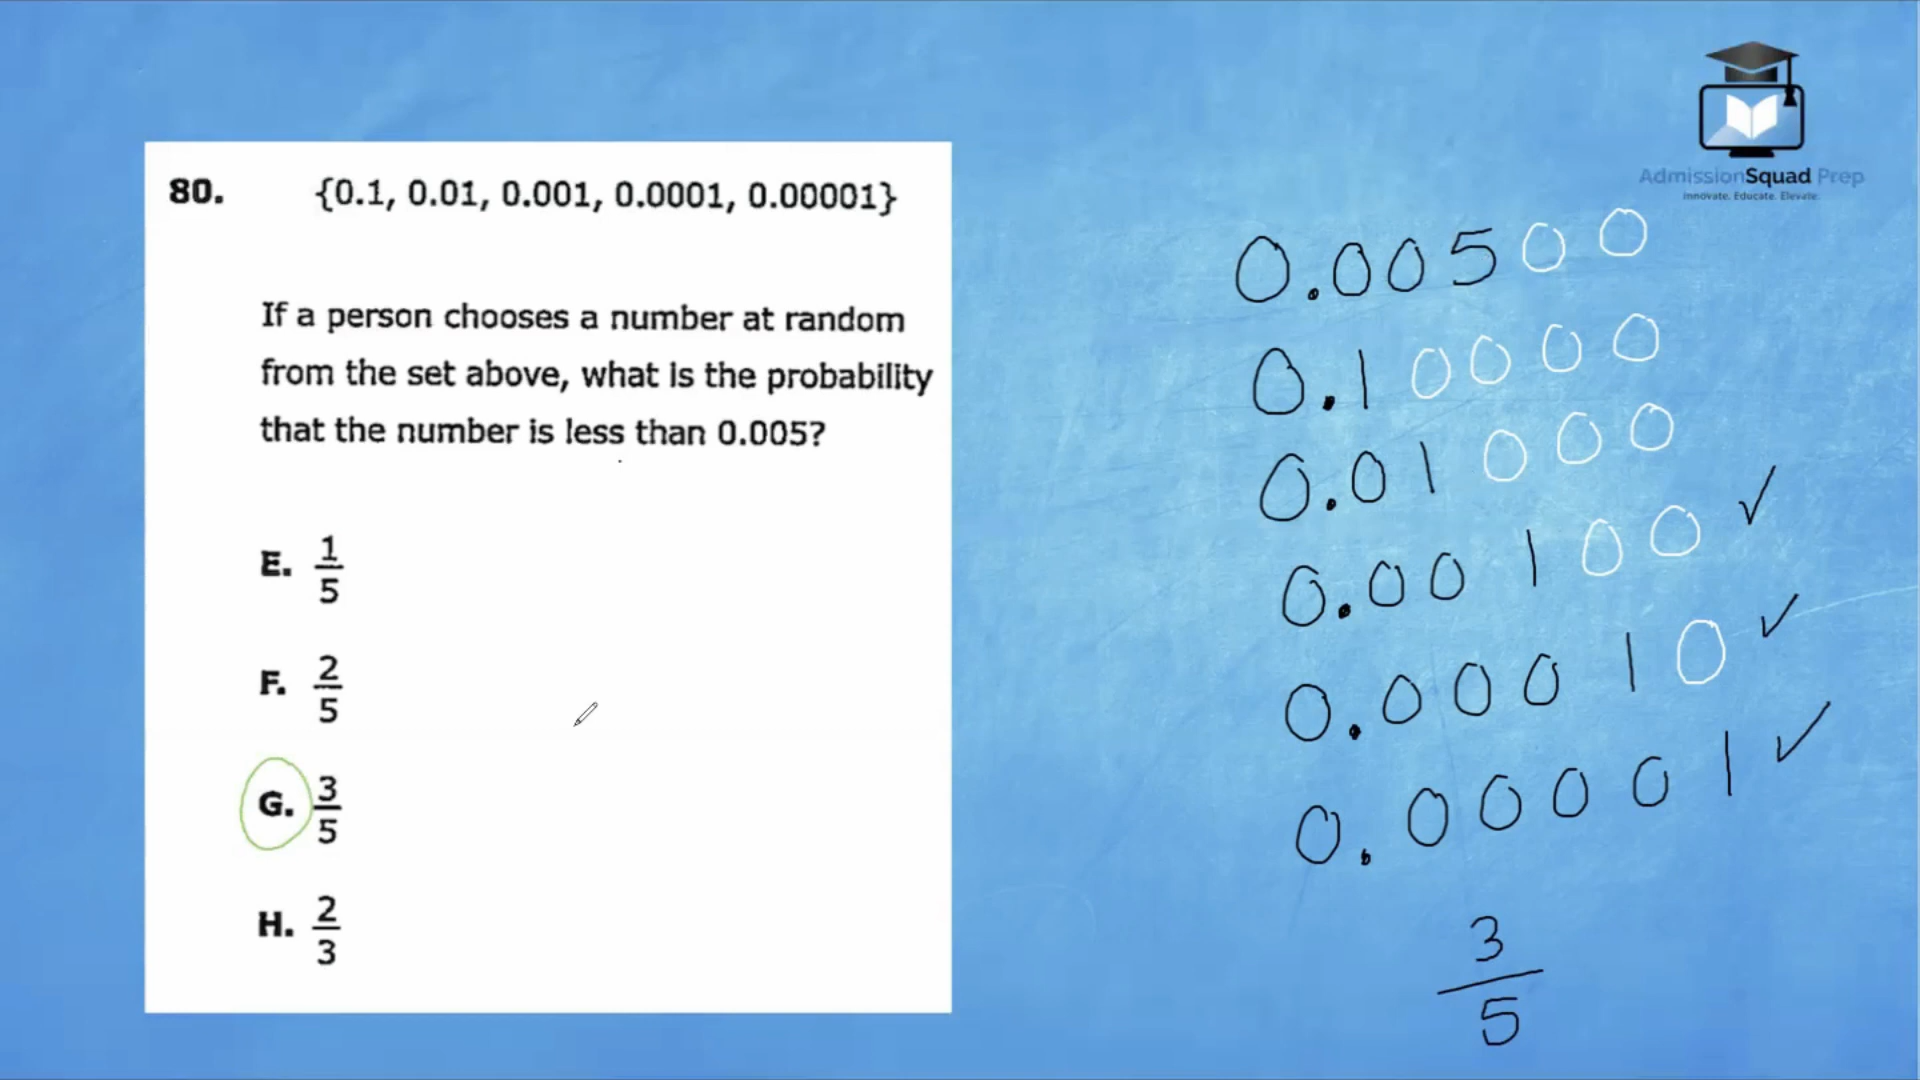 80. {0.1, 0.01, 0.001, 0.0001, 0.00001}
If a person chooses a number at random
from the set above, what is the probability
that the number is less than 0.005?
E. 1/5
F. 2/5
G. 3/5
H. 2/3
AdmissionSquad Prep
Innovate. Educate. Elevate.
0.00500
0.10000
0.01000
0.00100 ✓
0.00010 ✓
0.00001 ✓
3/5